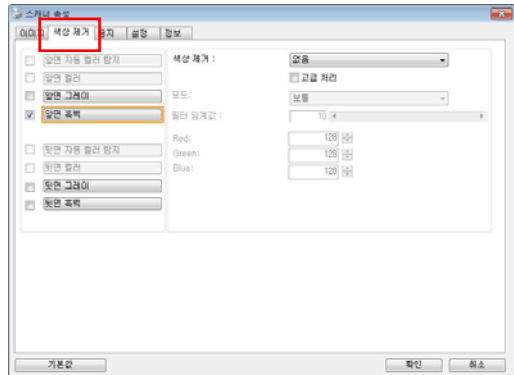 스캐너 속성
이미지 색상 제거 용지 설정 정보
앞면 자동 컬러 탐지
앞면 컬러
앞면 그레이
앞면 흑백
뒷면 자동 컬러 탐지
뒷면 컬러
뒷면 그레이
뒷면 흑백
색상 제거 : 없음
고급 처리
모드: 보통
필터 임계값 : 10
Red: 128
Green: 128
Blue: 128
기본값 확인 취소